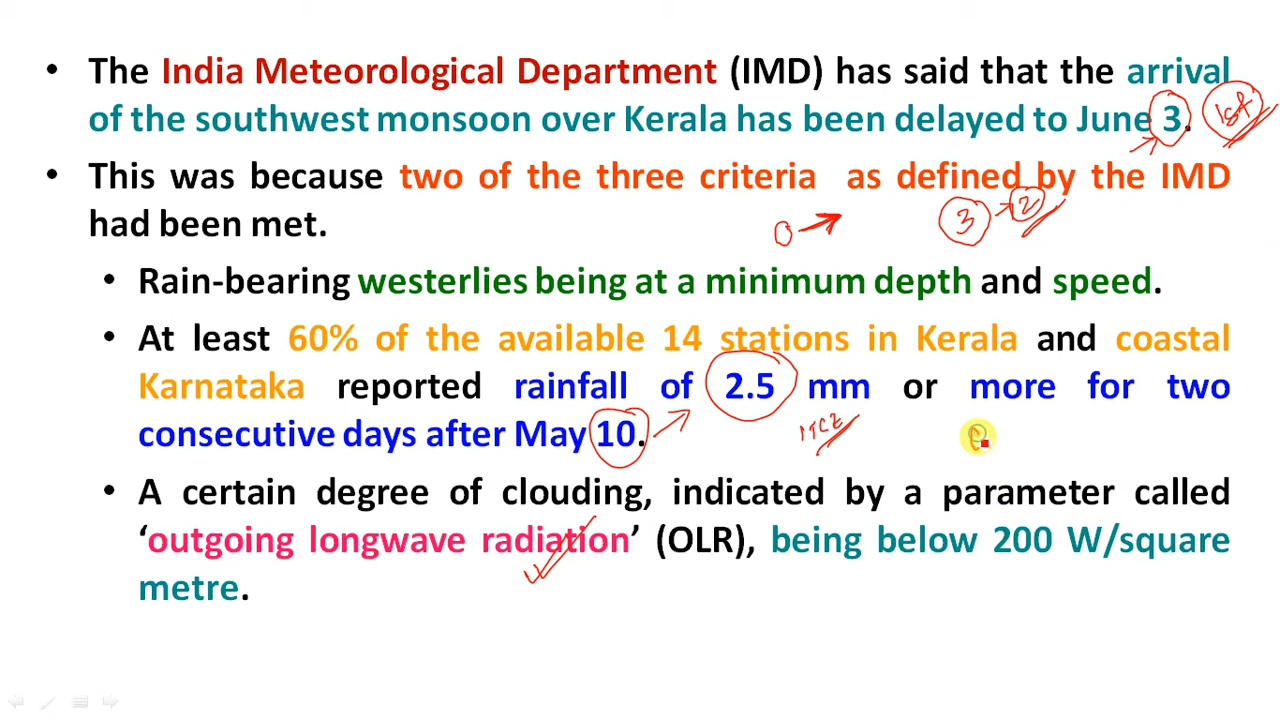 • The India Meteorological Department (IMD) has said that the arrival
of the southwest monsoon over Kerala has been delayed to June 3. 1st
• This was because two of the three criteria as defined by the IMD
had been met.
0 → 3 → 2
• Rain-bearing westerlies being at a minimum depth and speed.
• At least 60% of the available 14 stations in Kerala and coastal
Karnataka reported rainfall of 2.5 mm or more for two
consecutive days after May 10.
ITCZ
• A certain degree of clouding, indicated by a parameter called
‘outgoing longwave radiation’ (OLR), being below 200 W/square
metre.